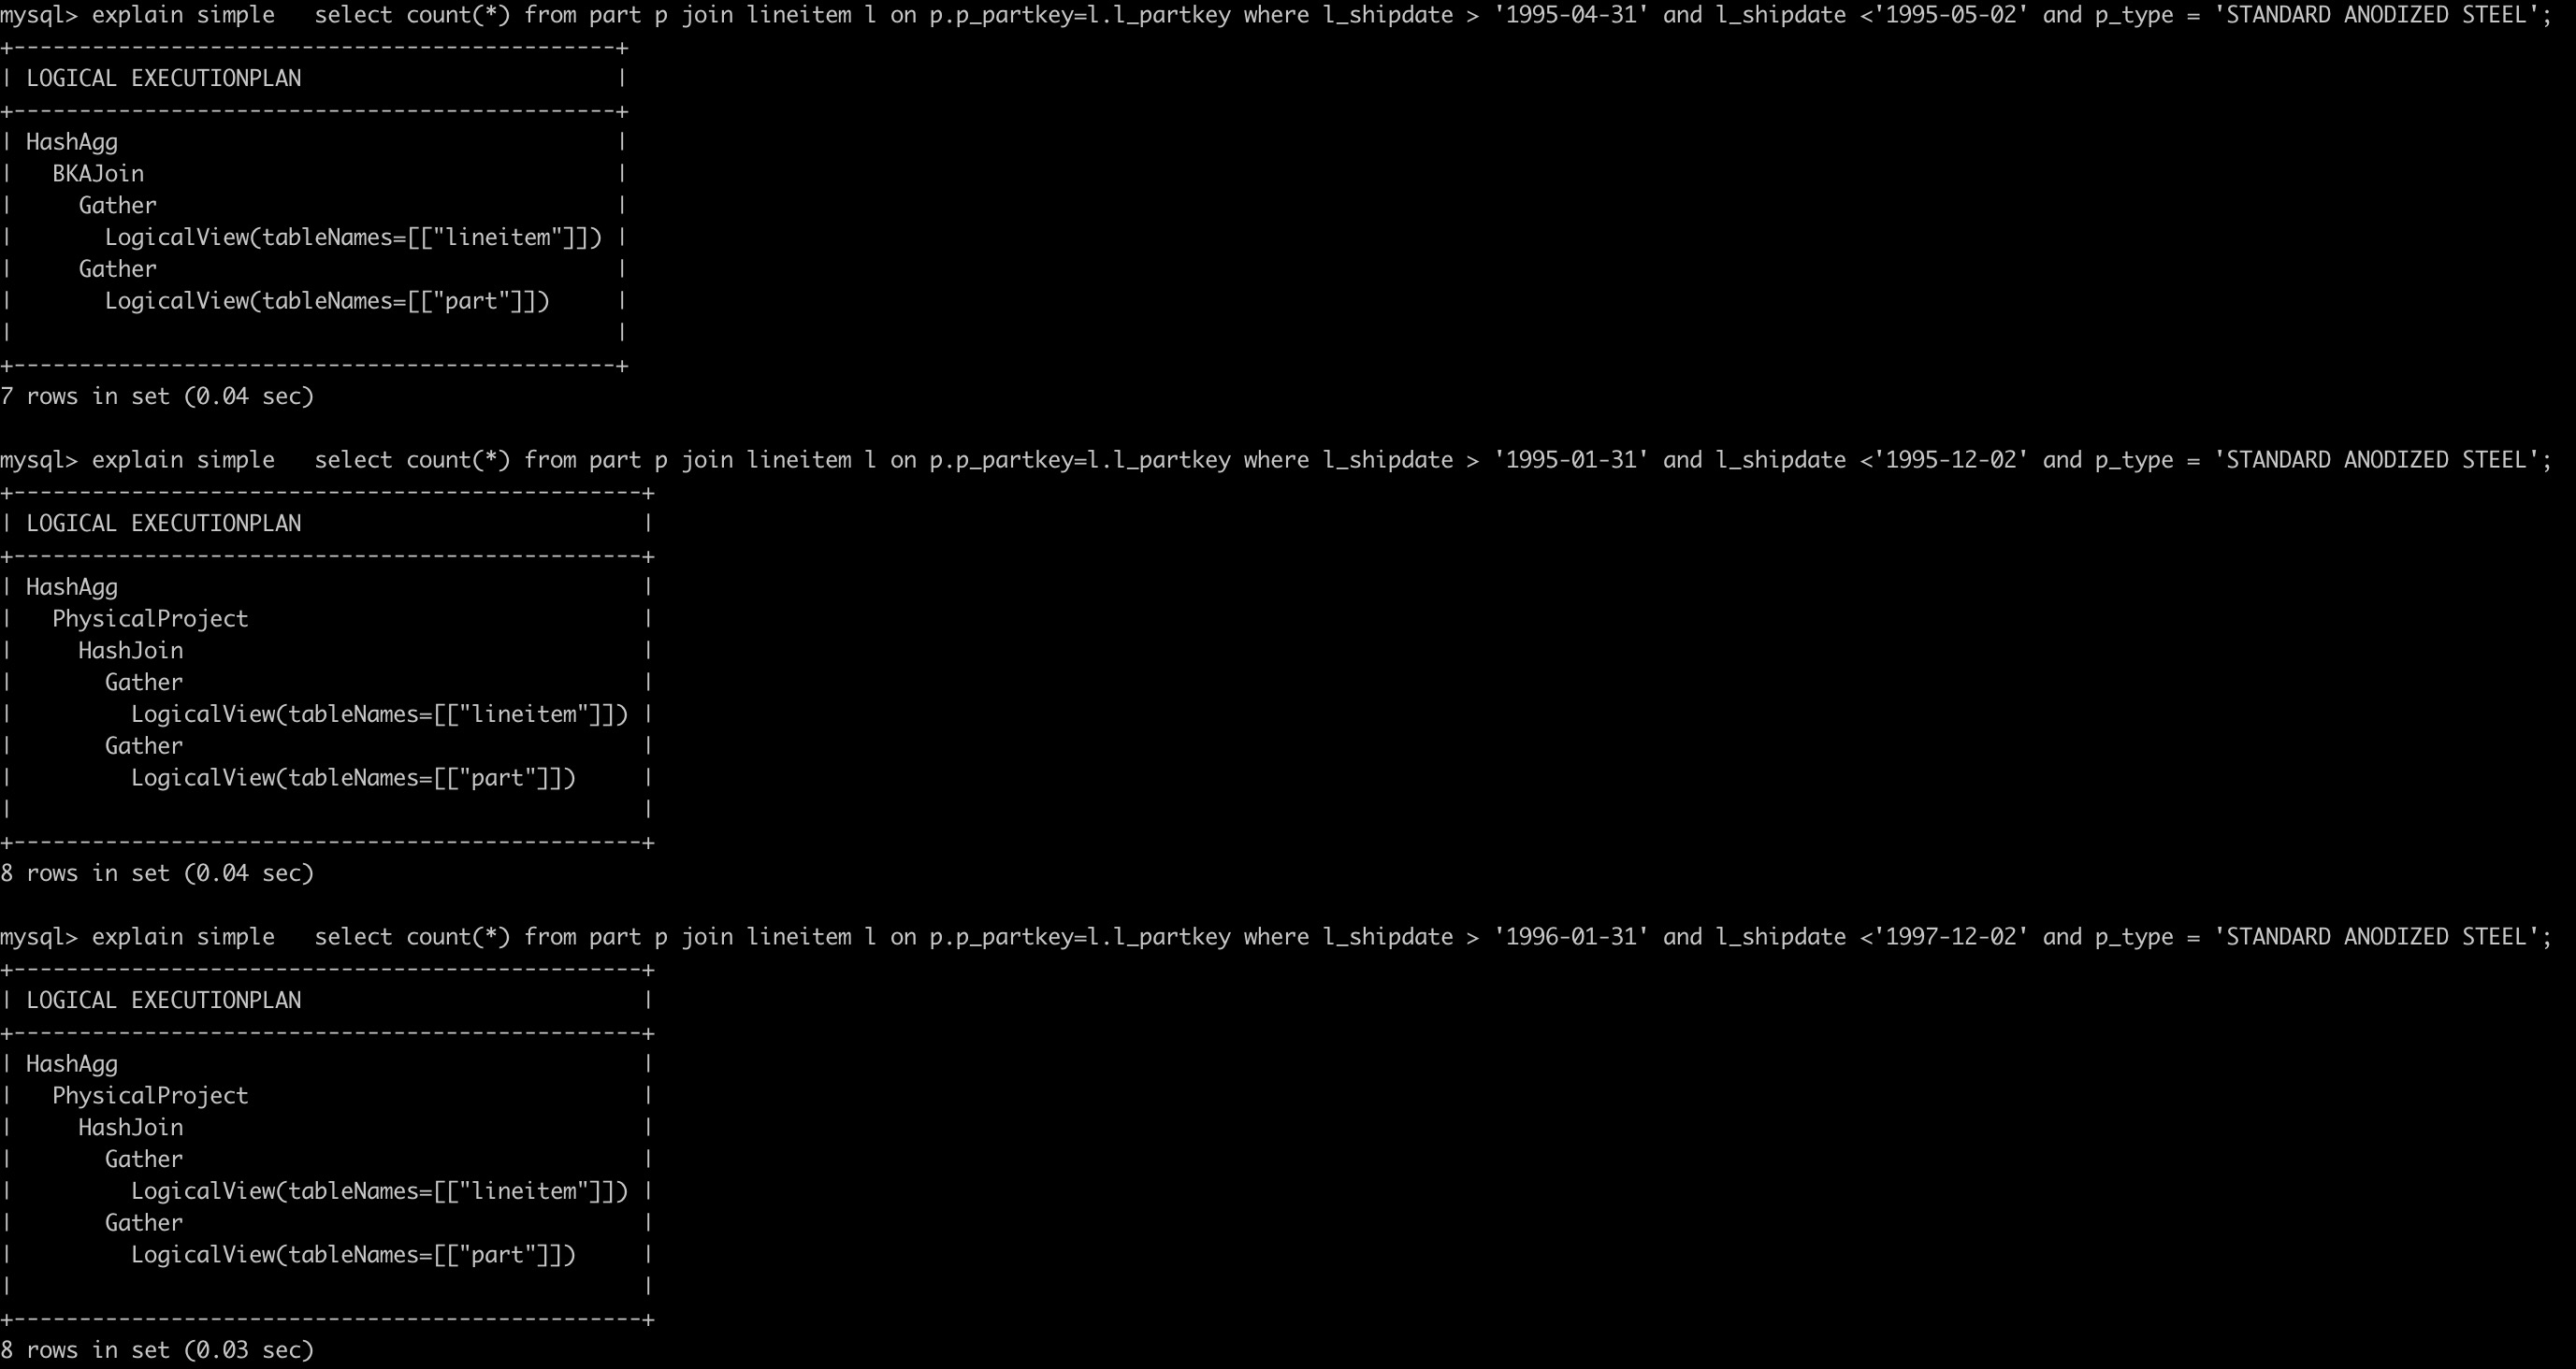 mysql> explain simple   select count(*) from part p join lineitem l on p.p_partkey=l.l_partkey where l_shipdate > '1995-04-31' and l_shipdate <'1995-05-02' and p_type = 'STANDARD ANODIZED STEEL';
+----------------------------------------------+
| LOGICAL EXECUTIONPLAN                        |
+----------------------------------------------+
| HashAgg                                      |
|   BKAJoin                                    |
|     Gather                                   |
|       LogicalView(tableNames=[["lineitem"]]) |
|     Gather                                   |
|       LogicalView(tableNames=[["part"]])     |
|                                              |
+----------------------------------------------+
7 rows in set (0.04 sec)

mysql> explain simple   select count(*) from part p join lineitem l on p.p_partkey=l.l_partkey where l_shipdate > '1995-01-31' and l_shipdate <'1995-12-02' and p_type = 'STANDARD ANODIZED STEEL';
+------------------------------------------------+
| LOGICAL EXECUTIONPLAN                          |
+------------------------------------------------+
| HashAgg                                        |
|   PhysicalProject                              |
|     HashJoin                                   |
|       Gather                                   |
|         LogicalView(tableNames=[["lineitem"]]) |
|       Gather                                   |
|         LogicalView(tableNames=[["part"]])     |
|                                                |
+------------------------------------------------+
8 rows in set (0.04 sec)

mysql> explain simple   select count(*) from part p join lineitem l on p.p_partkey=l.l_partkey where l_shipdate > '1996-01-31' and l_shipdate <'1997-12-02' and p_type = 'STANDARD ANODIZED STEEL';
+------------------------------------------------+
| LOGICAL EXECUTIONPLAN                          |
+------------------------------------------------+
| HashAgg                                        |
|   PhysicalProject                              |
|     HashJoin                                   |
|       Gather                                   |
|         LogicalView(tableNames=[["lineitem"]]) |
|       Gather                                   |
|         LogicalView(tableNames=[["part"]])     |
|                                                |
+------------------------------------------------+
8 rows in set (0.03 sec)